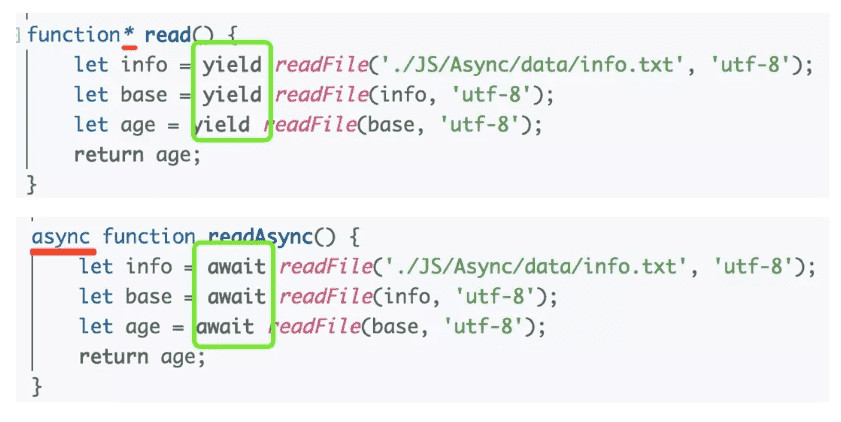 function* read() {
let info = yield readFile('./JS/Async/data/info.txt', 'utf-8');
let base = yield readFile(info, 'utf-8');
let age = yield readFile(base, 'utf-8');
return age;
}
async function readAsync() {
let info = await readFile('./JS/Async/data/info.txt', 'utf-8');
let base = await readFile(info, 'utf-8');
let age = await readFile(base, 'utf-8');
return age;
}